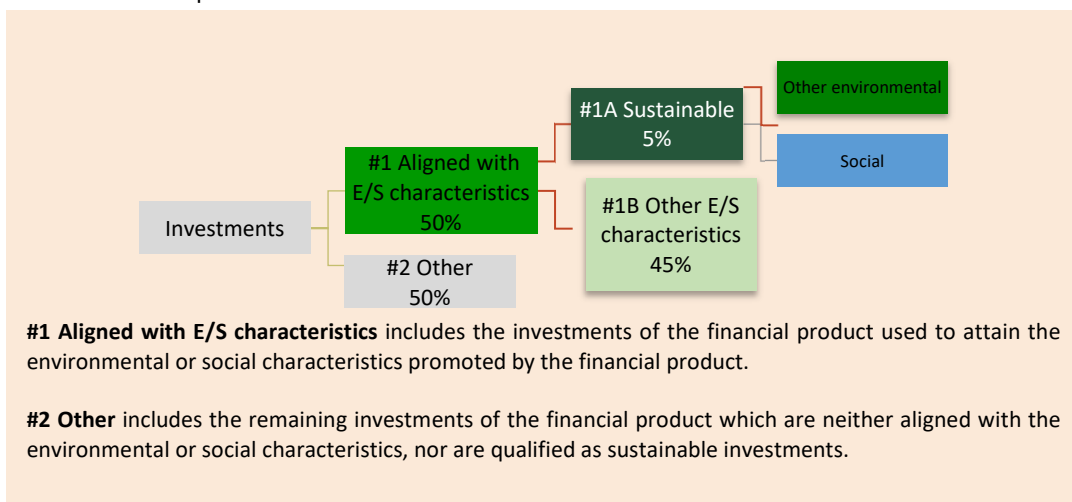 Other environmental
#1A Sustainable
5%
Social
#1 Aligned with
E/S characteristics
50%
#1B Other E/S
characteristics
45%
Investments
#2 Other
50%
#1 Aligned with E/S characteristics includes the investments of the financial product used to attain the
environmental or social characteristics promoted by the financial product.
#2 Other includes the remaining investments of the financial product which are neither aligned with the
environmental or social characteristics, nor are qualified as sustainable investments.